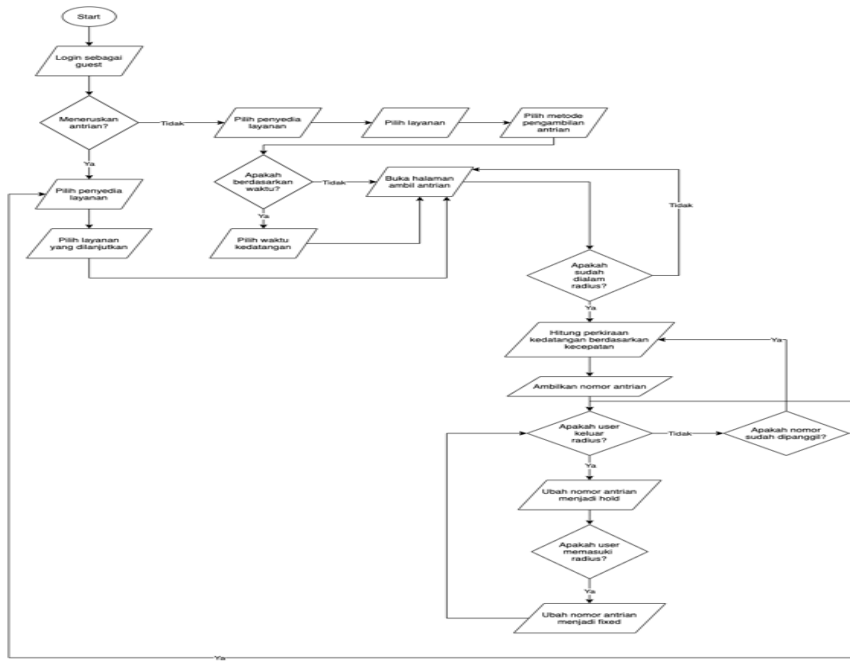 Start
Login sebagai
guest
Meneruskan
antrian?
Tidak
Pilih penyedia
layanan
Pilih layanan
Pilih metode
pengambilan
antrian
Ya
Apakah
berdasarkan
waktu?
Tidak
Buka halaman
ambil antrian
Pilih penyedia
layanan
Tidak
Ya
Pilih layanan
yang dilanjutkan
Pilih waktu
kedatangan
Apakah
sudah
dialam
radius?
Ya
Hitung perkiraan
kedatangan berdasarkan
kecepatan
Ya
Ambilkan nomor antrian
Apakah user
keluar
radius?
Tidak
Apakah nomor
sudah dipanggil?
Ya
Ubah nomor antrian
menjadi hold
Apakah user
memasuki
radius?
Ya
Ubah nomor antrian
menjadi fixed
Ya